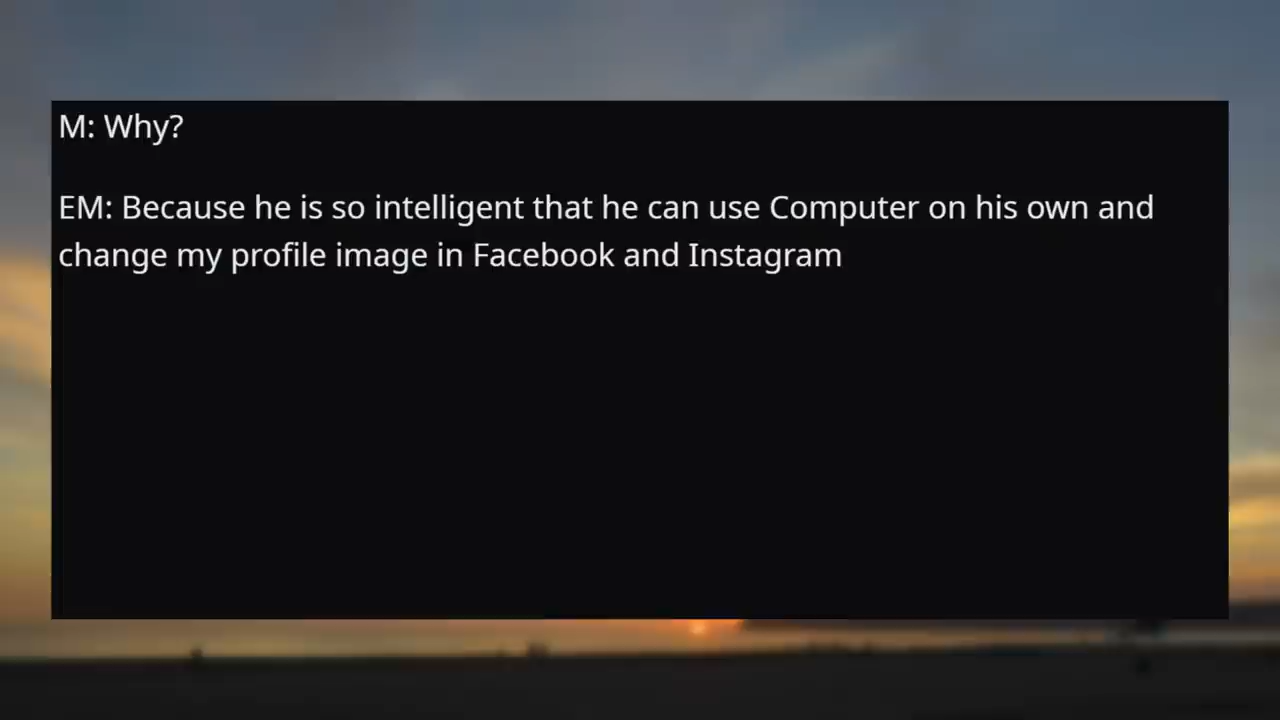 M: Why?
EM: Because he is so intelligent that he can use Computer on his own and
change my profile image in Facebook and Instagram